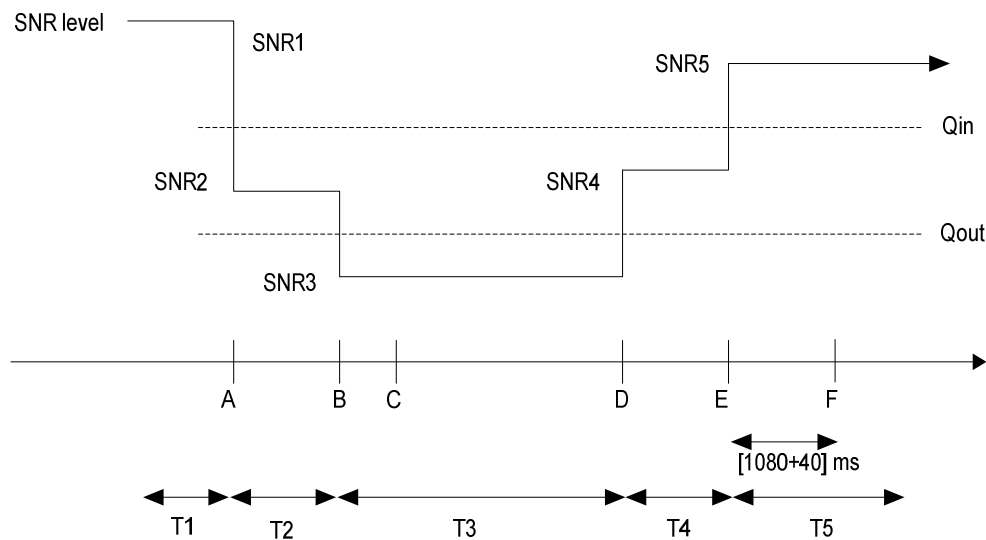 SNR level
SNR1
SNR5
Qin
SNR2
SNR4
Qout
SNR3
A
B
C
D
E
F
[1080+40] ms
T1
T2
T3
T4
T5